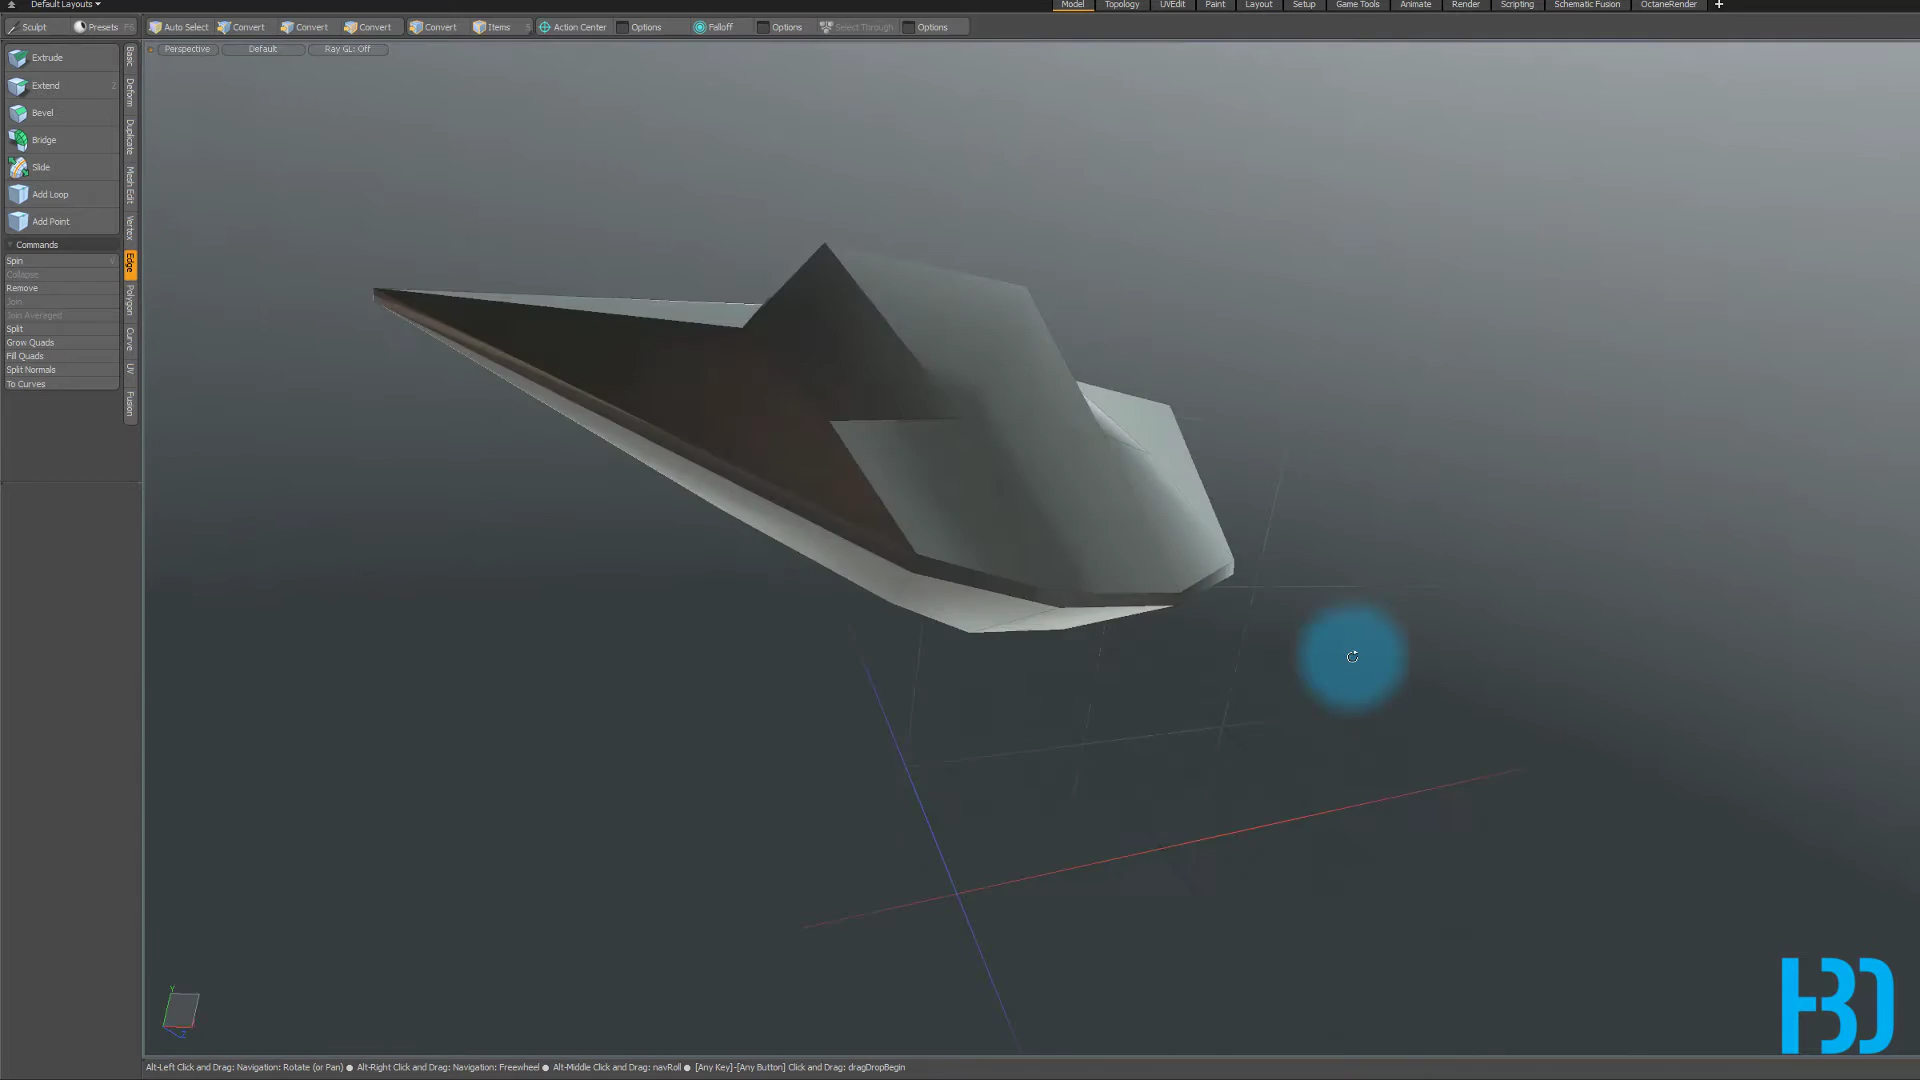 Default Layouts
Model Topology UVEdit Paint Layout Setup Game Tools Animate Render Scripting Schematic Fusion OctaneRender +
Sculpt Presets F6 Auto Select Convert Convert Convert Convert Items 5 Action Center Options Falloff Options Select Through Options
Perspective Default Ray GL: Off
Extrude
Extend 2
Bevel
Bridge
Slide
Add Loop
Add Point
Commands
Spin V
Collapse
Remove
Join
Join Averaged
Split
Grow Quads
Fill Quads
Split Normals
To Curves
Basic
Deform
Duplicate
Mesh Edit
Vertex
Edge
Polygon
Curve
UV
Fusion
Y
Z
H3D
Alt-Left Click and Drag: Navigation: Rotate (or Pan) ● Alt-Right Click and Drag: Navigation: Freewheel ● Alt-Middle Click and Drag: navRoll ● [Any Key]-[Any Button] Click and Drag: dragDropBegin